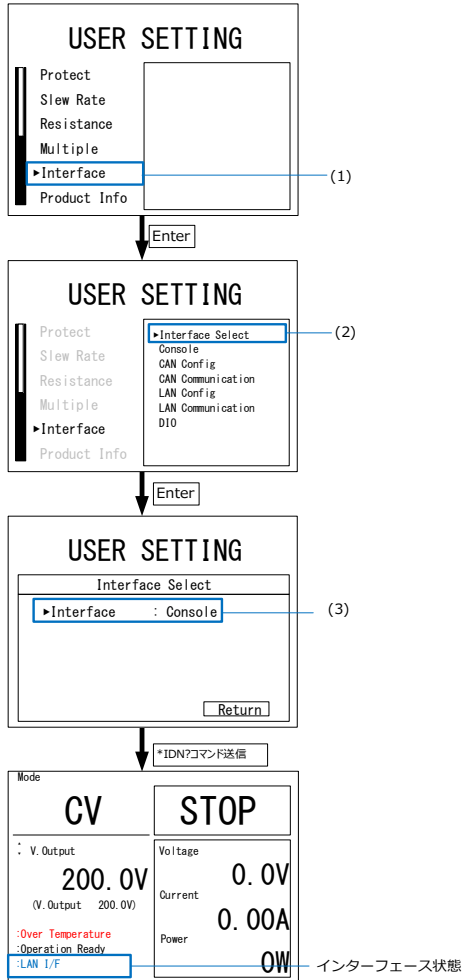 USER SETTING
Protect
Slew Rate
Resistance
Multiple
►Interface
Product Info
(1)
Enter
USER SETTING
Protect
Slew Rate
Resistance
Multiple
►Interface
Product Info
►Interface Select
Console
CAN Config
CAN Communication
LAN Config
LAN Communication
DIO
(2)
Enter
USER SETTING
Interface Select
►Interface : Console
(3)
Return
*IDN?コマンド送信
Mode
CV
STOP
: V.Output
200.0V
(V.Output 200.0V)
:Over Temperature
:Operation Ready
:LAN I/F
Voltage
0.0V
Current
0.00A
Power
0W
インターフェース状態